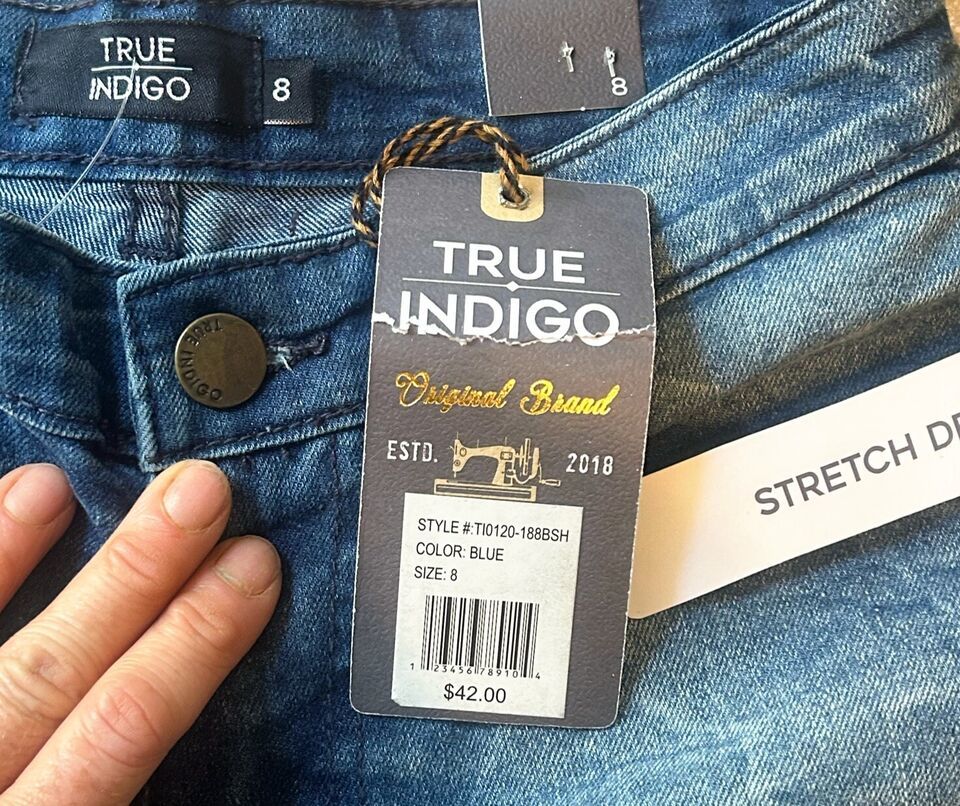 TRUE
INDIGO
8
8
TRUE
INDIGO
Original Brand
ESTD. 2018
STYLE #:TI0120-188BSH
COLOR: BLUE
SIZE: 8
1 23456 78910 4
$42.00
TRUE INDIGO
STRETCH